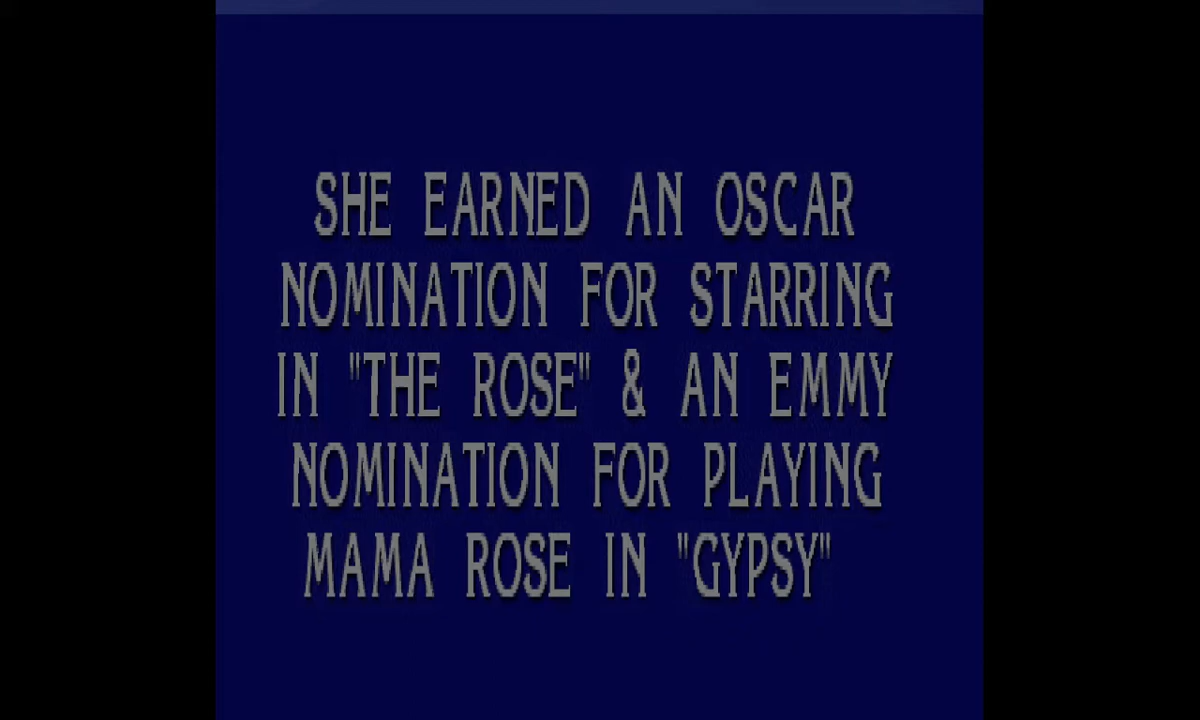 SHE EARNED AN OSCAR
NOMINATION FOR STARRING
IN "THE ROSE" & AN EMMY
NOMINATION FOR PLAYING
MAMA ROSE IN "GYPSY"